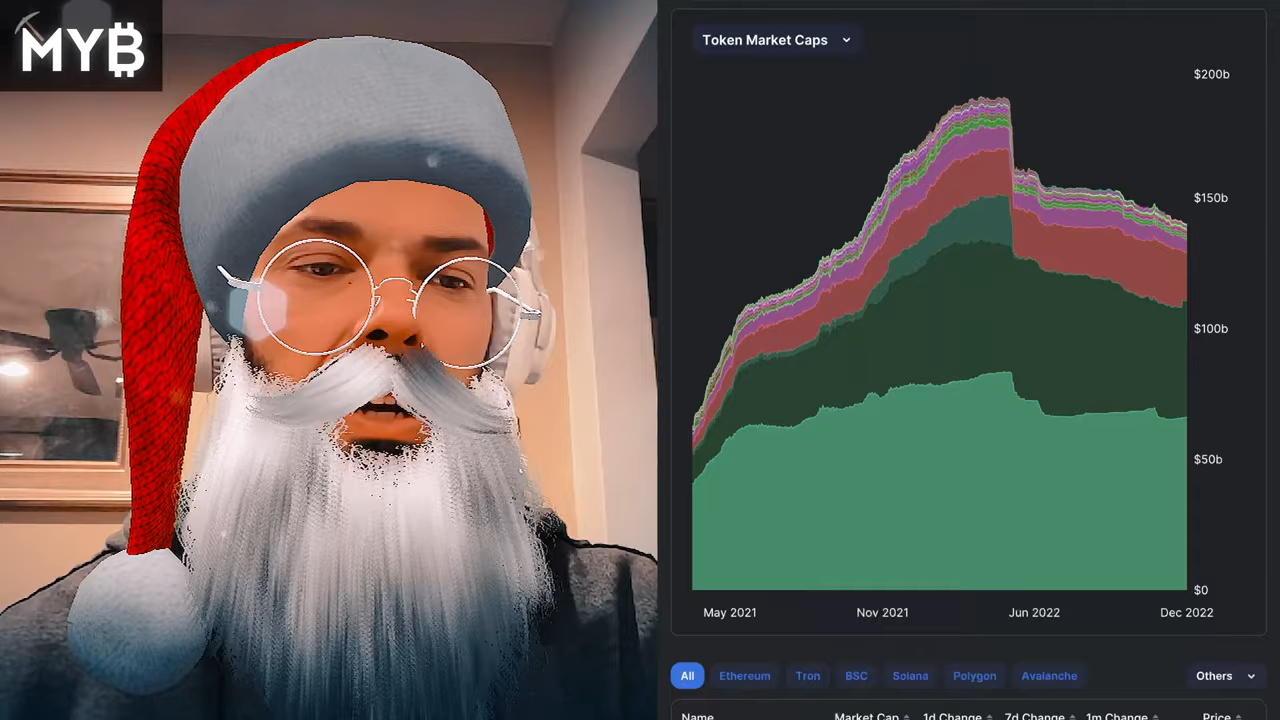 MYB
Token Market Caps
$200b
$150b
$100b
$50b
$0
May 2021 Nov 2021 Jun 2022 Dec 2022
All Ethereum Tron BSC Solana Polygon Avalanche Others
Name Market Cap 1d Change 7d Change 1m Change Price